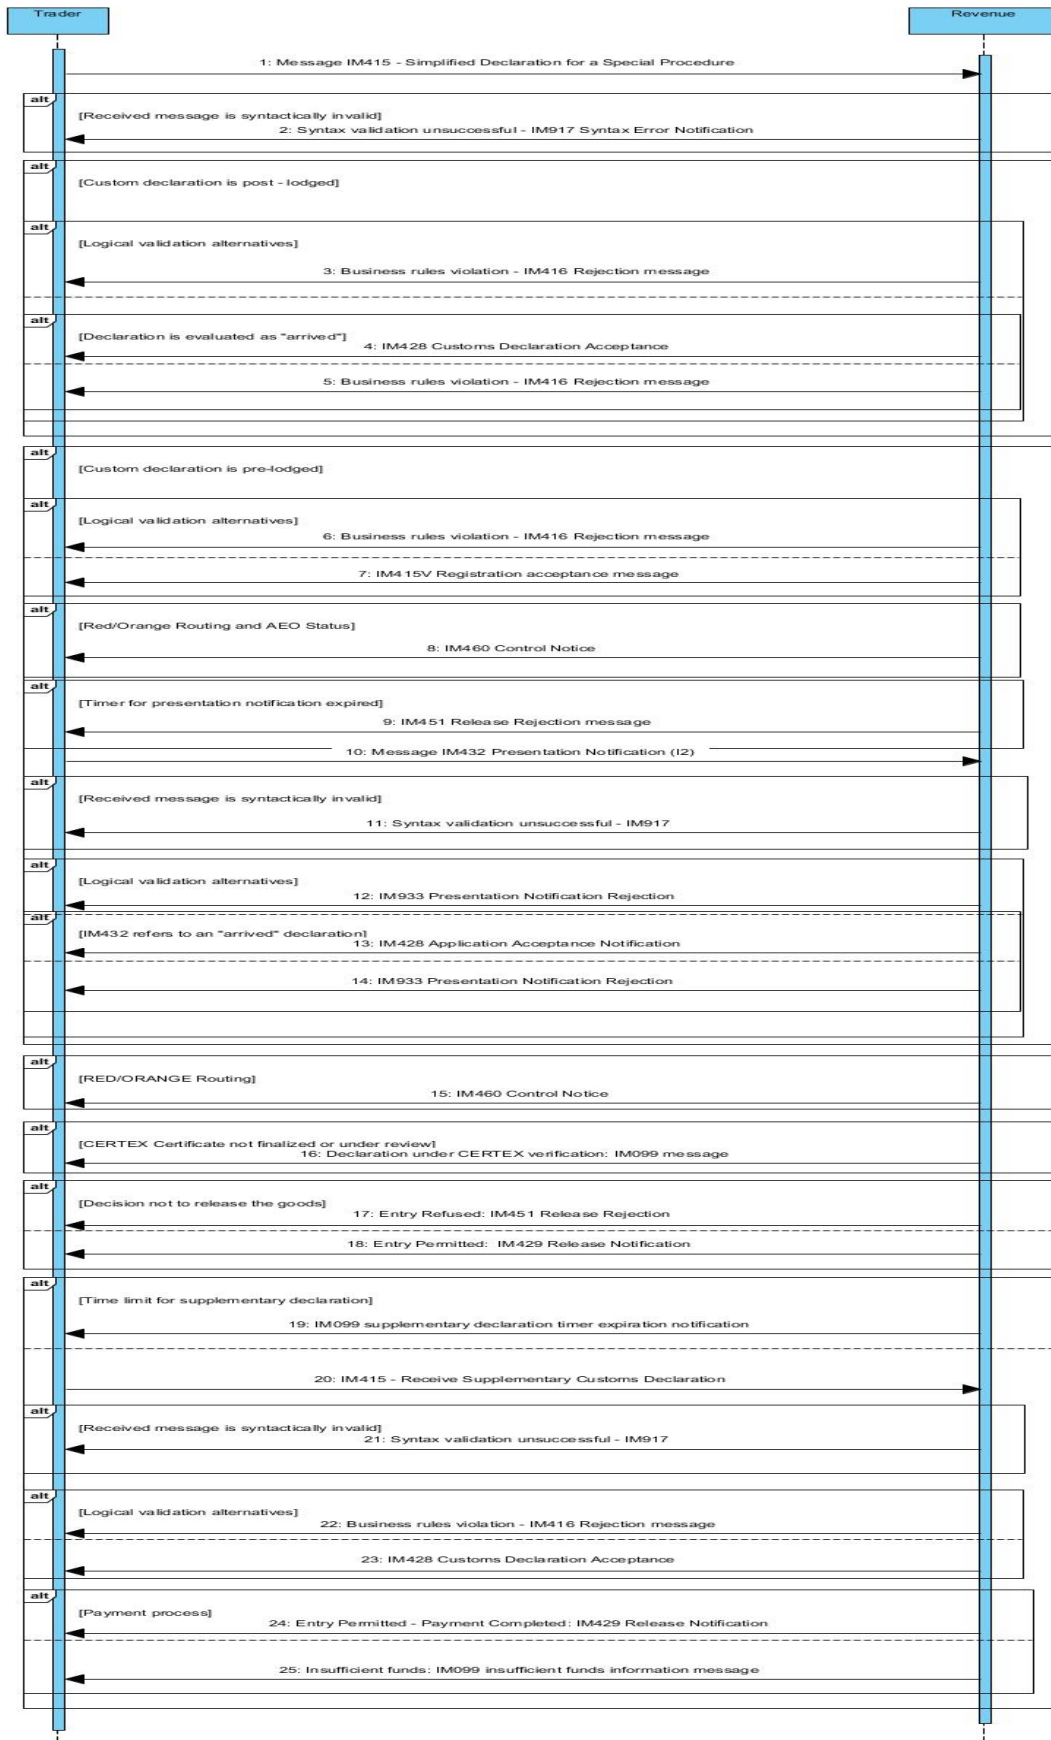 Trader
Revenue
1: Message IM415 - Simplified Declaration for a Special Procedure
alt
[Received message is syntactically invalid]
2: Syntax validation unsuccessful - IM917 Syntax Error Notification
alt
[Custom declaration is post - lodged]
alt
[Logical validation alternatives]
3: Business rules violation - IM416 Rejection message
alt
[Declaration is evaluated as "arrived"]
4: IM428 Customs Declaration Acceptance
5: Business rules violation - IM416 Rejection message
alt
[Custom declaration is pre-lodged]
alt
[Logical validation alternatives]
6: Business rules violation - IM416 Rejection message
7: IM415V Registration acceptance message
alt
[Red/Orange Routing and AEO Status]
8: IM460 Control Notice
alt
[Timer for presentation notification expired]
9: IM451 Release Rejection message
10: Message IM432 Presentation Notification (I2)
alt
[Received message is syntactically invalid]
11: Syntax validation unsuccessful - IM917
alt
[Logical validation alternatives]
12: IM933 Presentation Notification Rejection
alt
[IM432 refers to an "arrived" declaration]
13: IM428 Application Acceptance Notification
14: IM933 Presentation Notification Rejection
alt
[RED/ORANGE Routing]
15: IM460 Control Notice
alt
[CERTEX Certificate not finalized or under review]
16: Declaration under CERTEX verification: IM099 message
alt
[Decision not to release the goods]
17: Entry Refused: IM451 Release Rejection
18: Entry Permitted: IM429 Release Notification
alt
[Time limit for supplementary declaration]
19: IM099 supplementary declaration timer expiration notification
20: IM415 - Receive Supplementary Customs Declaration
alt
[Received message is syntactically invalid]
21: Syntax validation unsuccessful - IM917
alt
[Logical validation alternatives]
22: Business rules violation - IM416 Rejection message
23: IM428 Customs Declaration Acceptance
alt
[Payment process]
24: Entry Permitted - Payment Completed: IM429 Release Notification
25: Insufficient funds: IM099 insufficient funds information message